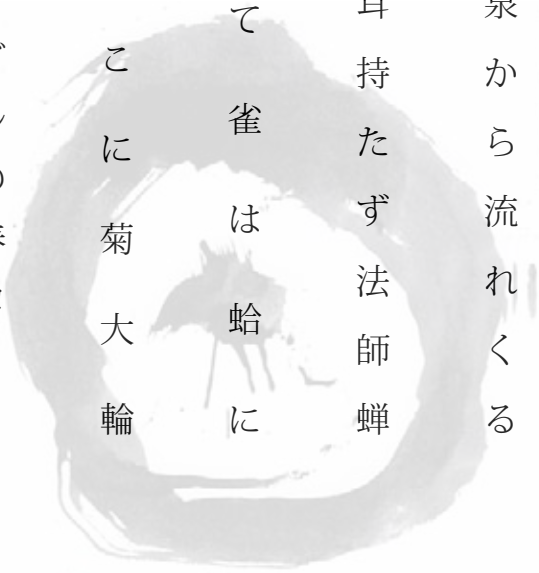 泉から流れくる
耳持たず法師蝉
て雀は蛤に
こに菊大輪